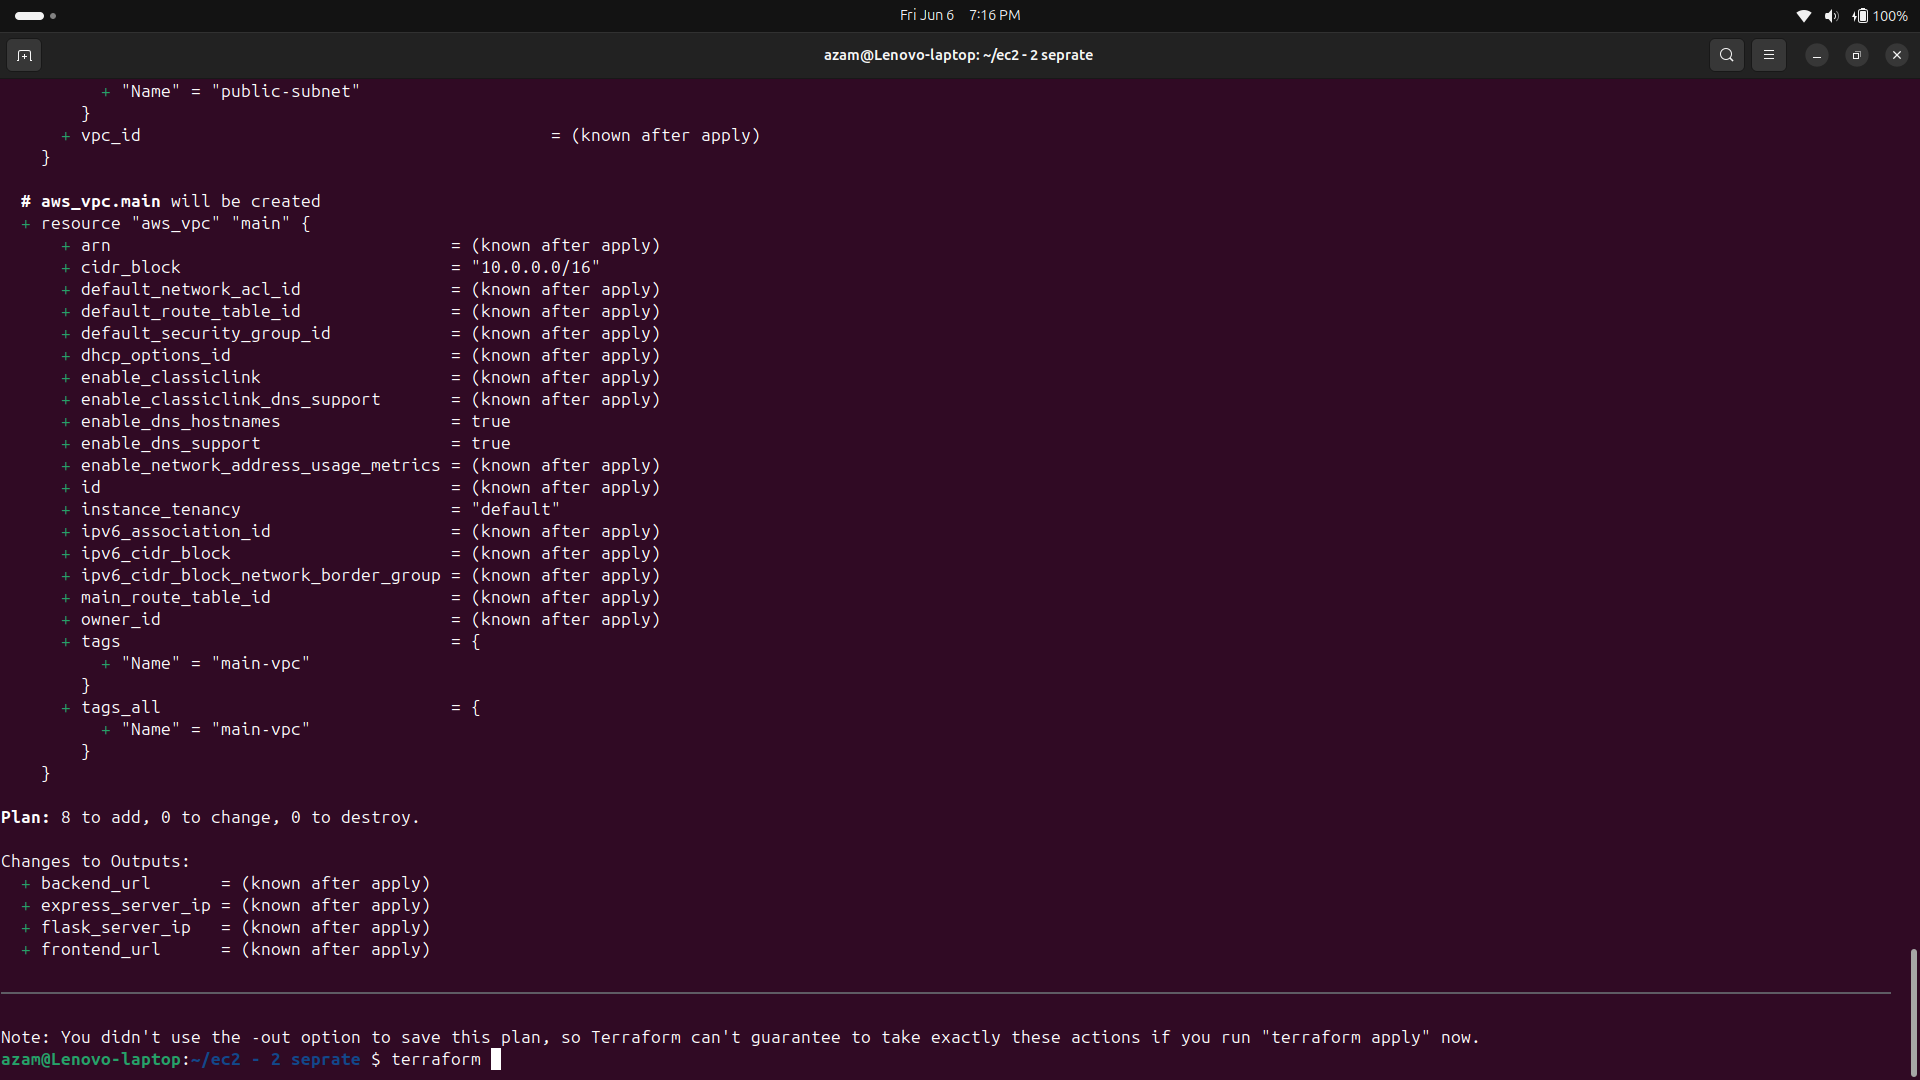 Fri Jun 6 7:16 PM
100%
azam@Lenovo-laptop: ~/ec2 - 2 seprate
+ "Name" = "public-subnet"
}
+ vpc_id = (known after apply)
}
# aws_vpc.main will be created
+ resource "aws_vpc" "main" {
+ arn = (known after apply)
+ cidr_block = "10.0.0.0/16"
+ default_network_acl_id = (known after apply)
+ default_route_table_id = (known after apply)
+ default_security_group_id = (known after apply)
+ dhcp_options_id = (known after apply)
+ enable_classiclink = (known after apply)
+ enable_classiclink_dns_support = (known after apply)
+ enable_dns_hostnames = true
+ enable_dns_support = true
+ enable_network_address_usage_metrics = (known after apply)
+ id = (known after apply)
+ instance_tenancy = "default"
+ ipv6_association_id = (known after apply)
+ ipv6_cidr_block = (known after apply)
+ ipv6_cidr_block_network_border_group = (known after apply)
+ main_route_table_id = (known after apply)
+ owner_id = (known after apply)
+ tags = {
+ "Name" = "main-vpc"
}
+ tags_all = {
+ "Name" = "main-vpc"
}
}
Plan: 8 to add, 0 to change, 0 to destroy.
Changes to Outputs:
+ backend_url = (known after apply)
+ express_server_ip = (known after apply)
+ flask_server_ip = (known after apply)
+ frontend_url = (known after apply)
Note: You didn't use the -out option to save this plan, so Terraform can't guarantee to take exactly these actions if you run "terraform apply" now.
azam@Lenovo-laptop:~/ec2 - 2 seprate $ terraform